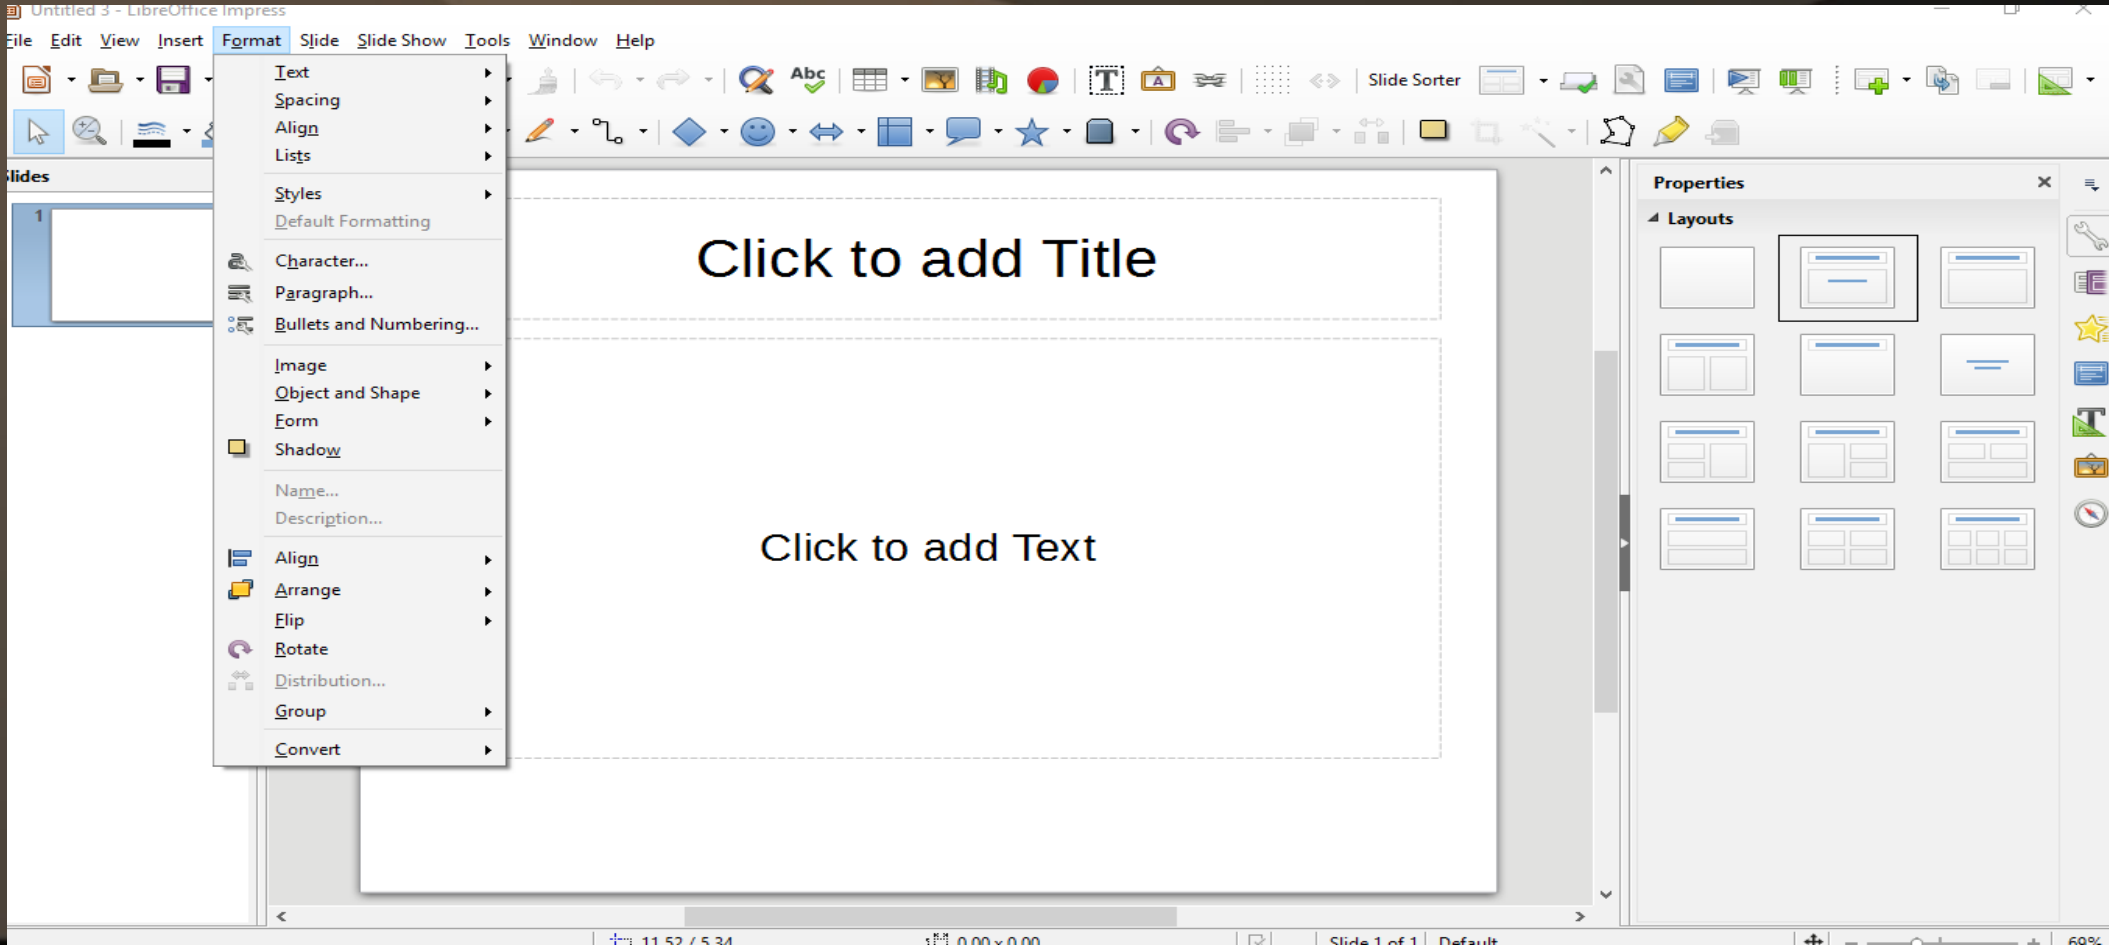 Untitled 3 - LibreOffice Impress
File Edit View Insert Format Slide Slide Show Tools Window Help
Text
Spacing
Align
Lists
Styles
Default Formatting
Character...
Paragraph...
Bullets and Numbering...
Image
Object and Shape
Form
Shadow
Name...
Description...
Align
Arrange
Flip
Rotate
Distribution...
Group
Convert
Abc
T
A
Slide Sorter
Slides
1
Click to add Title
Click to add Text
Properties
Layouts
11.52 / 5.34
0.00 x 0.00
Slide 1 of 1
Default
69%